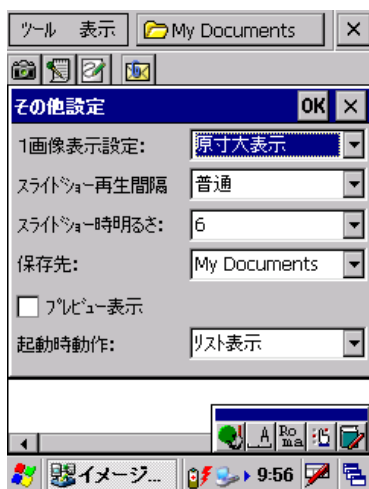 ツール 表示 My Documents
その他設定 OK
1画像表示設定: 原寸大表示
ｽﾗｲﾄﾞｼｮｰ再生間隔 普通
ｽﾗｲﾄﾞｼｮｰ時明るさ: 6
保存先: My Documents
ﾌﾟﾚﾋﾞｭｰ表示
起動時動作: ﾘｽﾄ表示
A Ro ma
イメージ... 9:56